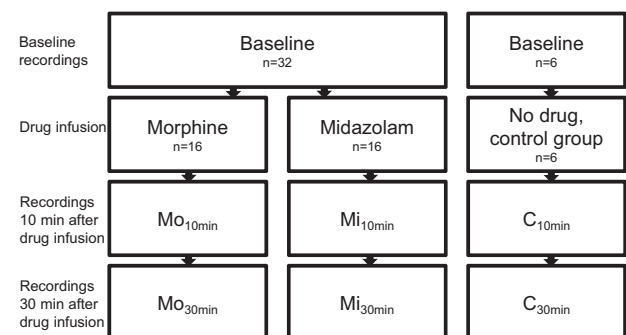 Baseline
recordings
Baseline
n=32
Baseline
n=6
Drug infusion
Morphine
n=16
Midazolam
n=16
No drug,
control group
n=6
Recordings
10 min after
drug infusion
Mo10min
Mi10min
C10min
Recordings
30 min after
drug infusion
Mo30min
Mi30min
C30min